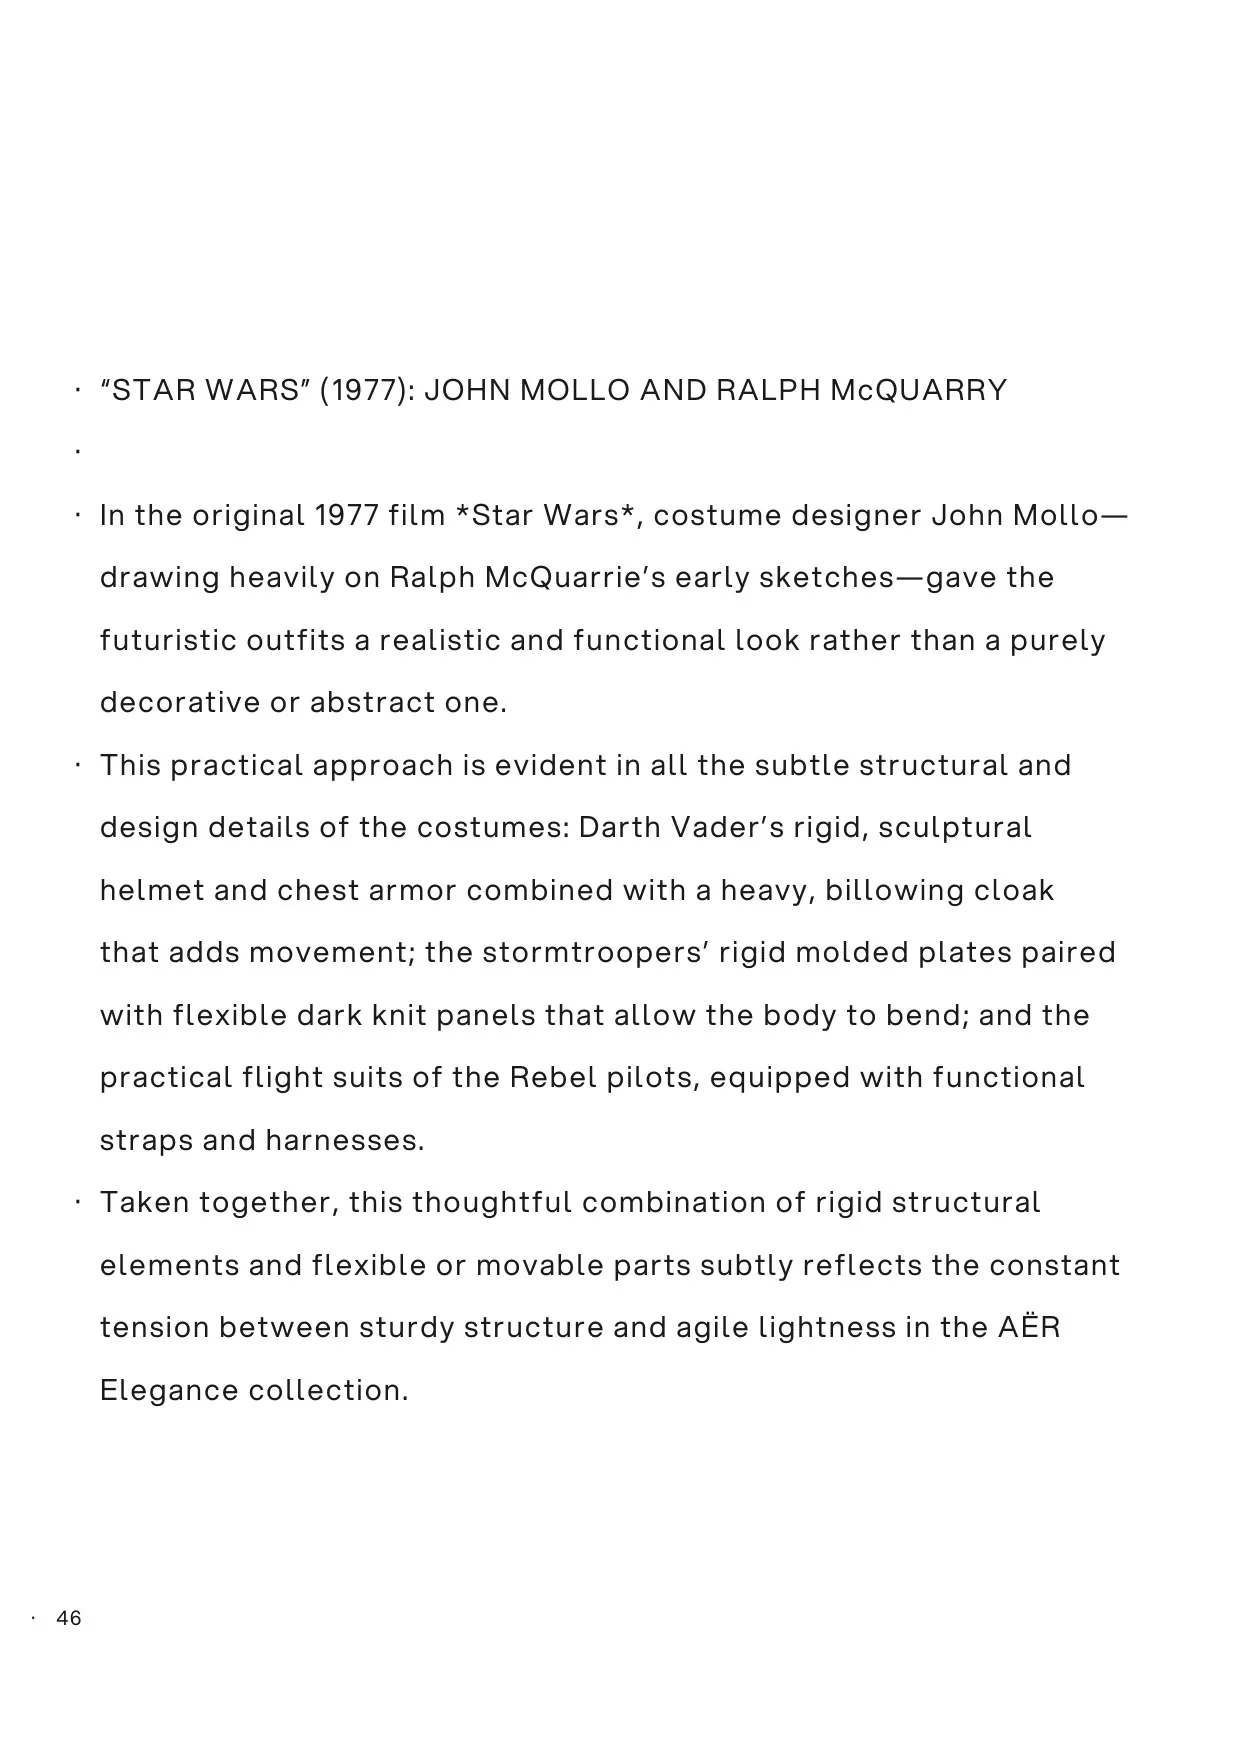 · “STAR WARS” (1977): JOHN MOLLO AND RALPH McQUARRY
·
· In the original 1977 film *Star Wars*, costume designer John Mollo—
drawing heavily on Ralph McQuarrie’s early sketches—gave the
futuristic outfits a realistic and functional look rather than a purely
decorative or abstract one.
· This practical approach is evident in all the subtle structural and
design details of the costumes: Darth Vader’s rigid, sculptural
helmet and chest armor combined with a heavy, billowing cloak
that adds movement; the stormtroopers’ rigid molded plates paired
with flexible dark knit panels that allow the body to bend; and the
practical flight suits of the Rebel pilots, equipped with functional
straps and harnesses.
· Taken together, this thoughtful combination of rigid structural
elements and flexible or movable parts subtly reflects the constant
tension between sturdy structure and agile lightness in the AËR
Elegance collection.
· 46